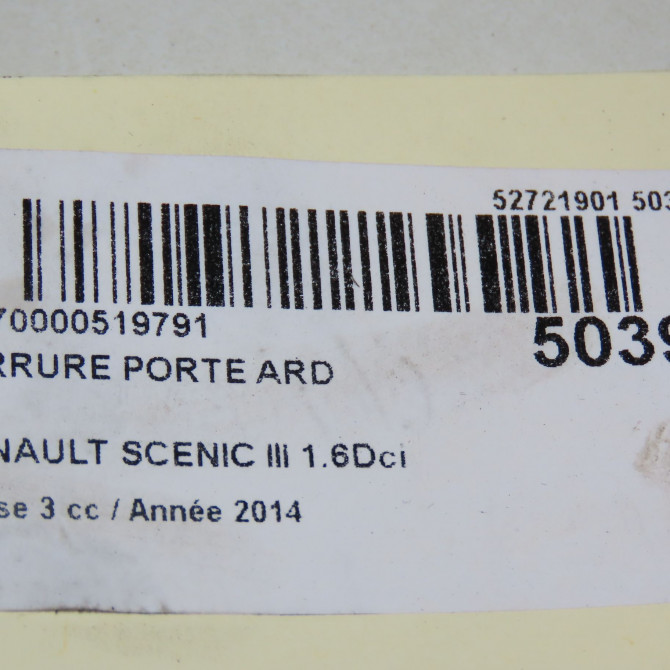 52721901 503
70000519791
5039
RRURE PORTE ARD
NAULT SCENIC III 1.6Dci
se 3 cc / Année 2014